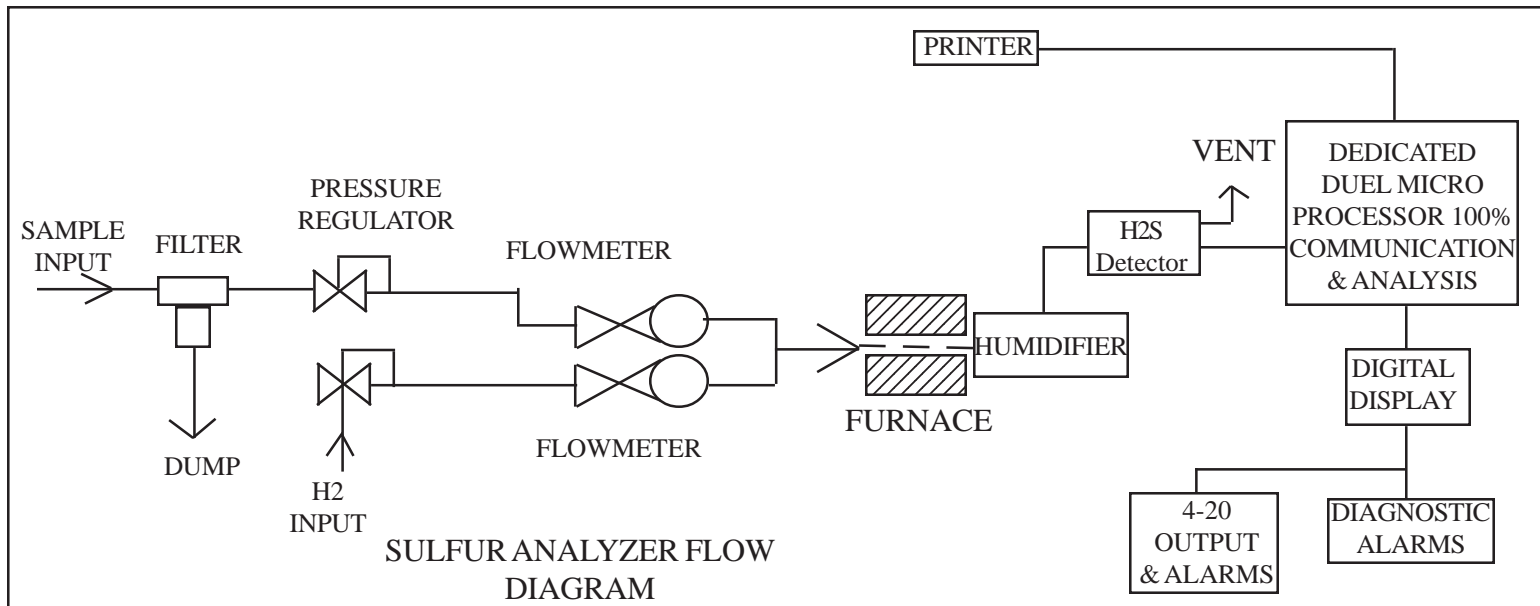 PRINTER
VENT
DEDICATED
DUEL MICRO
PROCESSOR 100%
COMMUNICATION
& ANALYSIS
PRESSURE
REGULATOR
SAMPLE
INPUT
FILTER
FLOWMETER
H2S
Detector
HUMIDIFIER
DIGITAL
DISPLAY
FURNACE
FLOWMETER
DUMP
H2
INPUT
4-20
OUTPUT
& ALARMS
DIAGNOSTIC
ALARMS
SULFUR ANALYZER FLOW
DIAGRAM